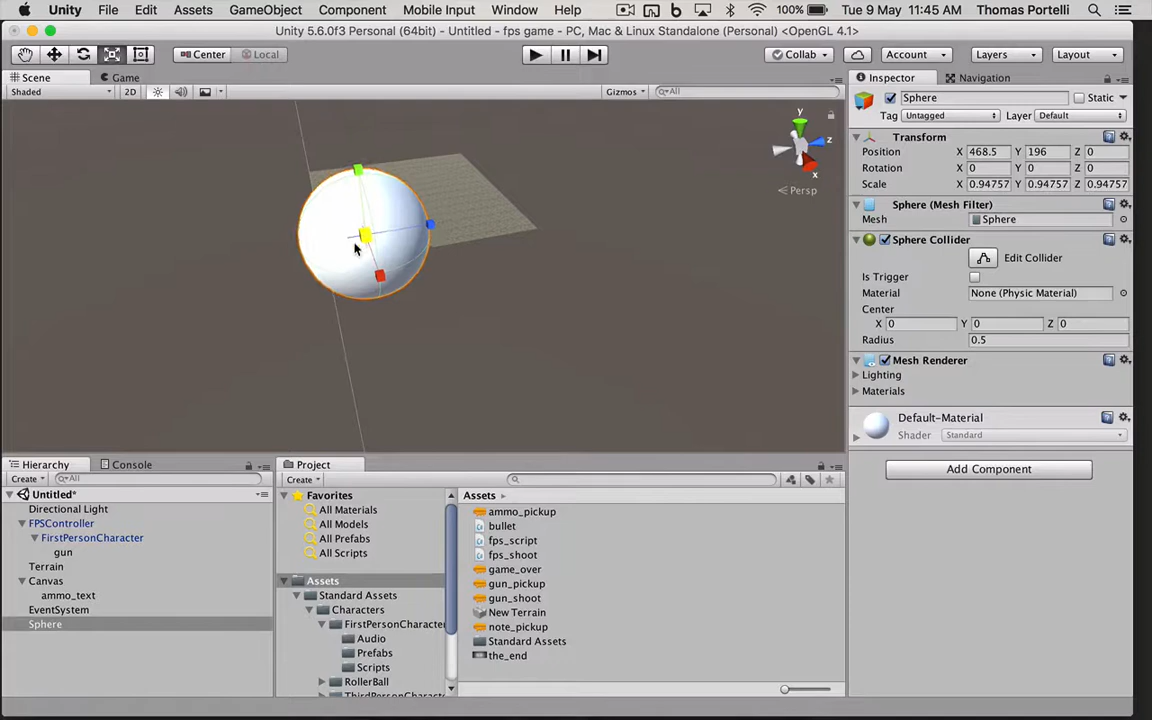 Unity File Edit Assets GameObject Component Mobile Input Window Help 100% Tue 9 May 11:45 AM Thomas Portelli
Unity 5.6.0f3 Personal (64bit) - Untitled - fps game - PC, Mac & Linux Standalone (Personal) <OpenGL 4.1>
Center Local Collab Account Layers Layout
Scene Game
Shaded 2D Gizmos All
y
z
x
Persp
Inspector Navigation
Sphere Static
Tag Untagged Layer Default
Transform
Position X 468.5 Y 196 Z 0
Rotation X 0 Y 0 Z 0
Scale X 0.94757 Y 0.94757 Z 0.94757
Sphere (Mesh Filter)
Mesh Sphere
Sphere Collider
Edit Collider
Is Trigger
Material None (Physic Material)
Center
X 0 Y 0 Z 0
Radius 0.5
Mesh Renderer
Lighting
Materials
Default-Material
Shader Standard
Add Component
Hierarchy Console
Create All
Untitled*
Directional Light
FPSController
FirstPersonCharacter
gun
Terrain
Canvas
ammo_text
EventSystem
Sphere
Project
Create
Favorites
All Materials
All Models
All Prefabs
All Scripts
Assets
Standard Assets
Characters
FirstPersonCharacter
Audio
Prefabs
Scripts
RollerBall
ThirdPersonCharacte
Assets
ammo_pickup
bullet
fps_script
fps_shoot
game_over
gun_pickup
gun_shoot
New Terrain
note_pickup
Standard Assets
the_end